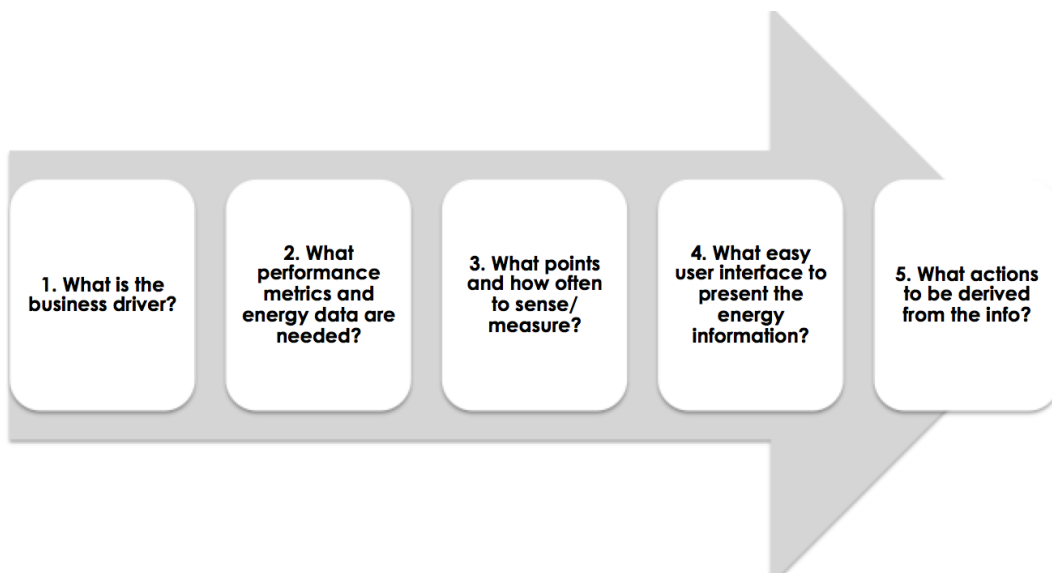 1. What is the
business driver?
2. What
performance
metrics and
energy data are
needed?
3. What points
and how often
to sense/
measure?
4. What easy
user interface to
present the
energy
information?
5. What actions
to be derived
from the info?